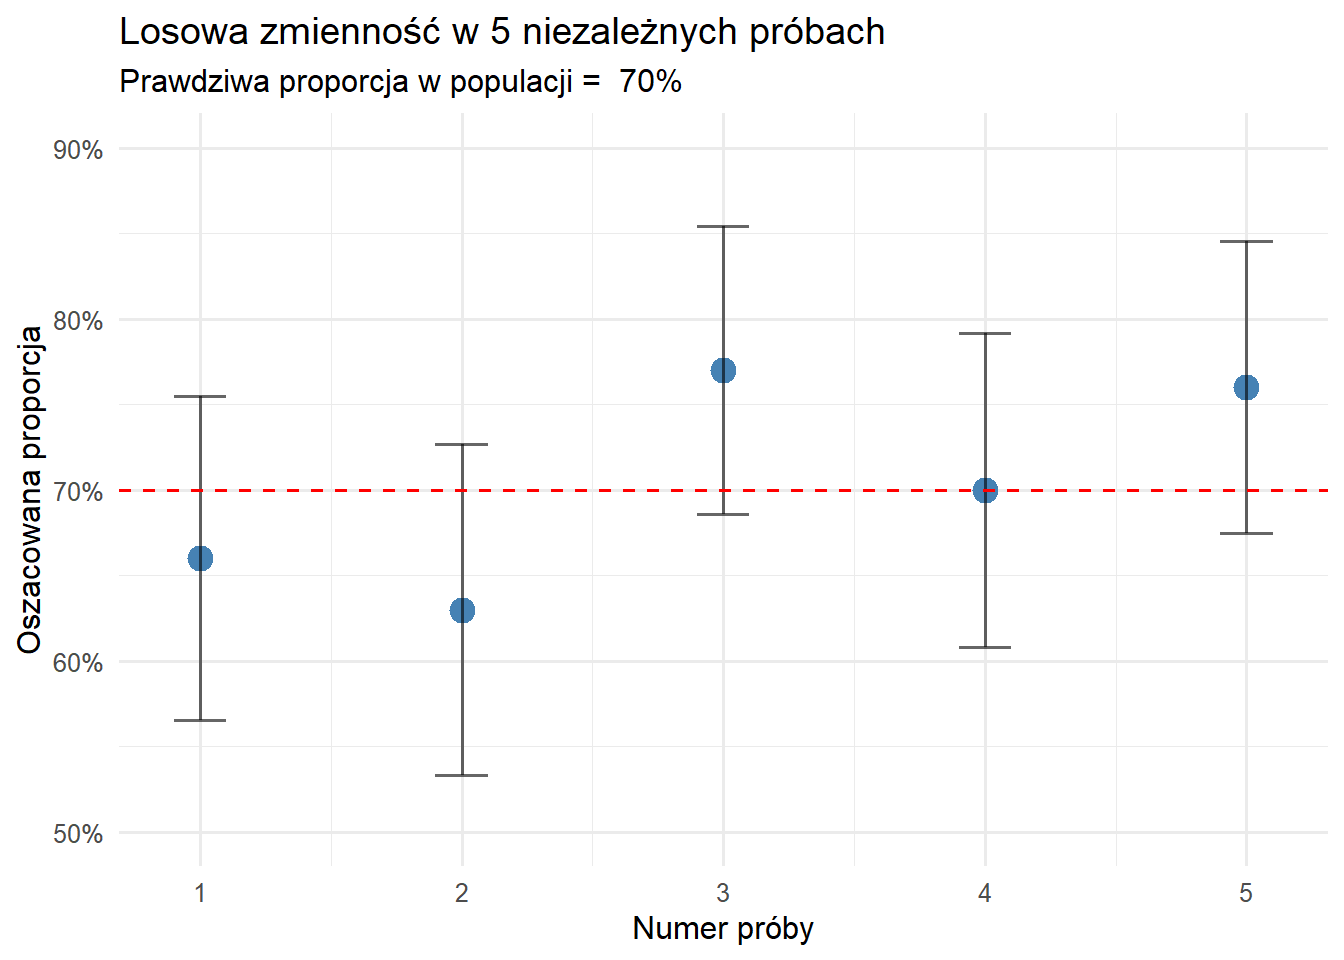 Losowa zmienność w 5 niezależnych próbach
Prawdziwa proporcja w populacji =  70%
Oszacowana proporcja
90%
80%
70%
60%
50%
1 2 3 4 5
Numer próby